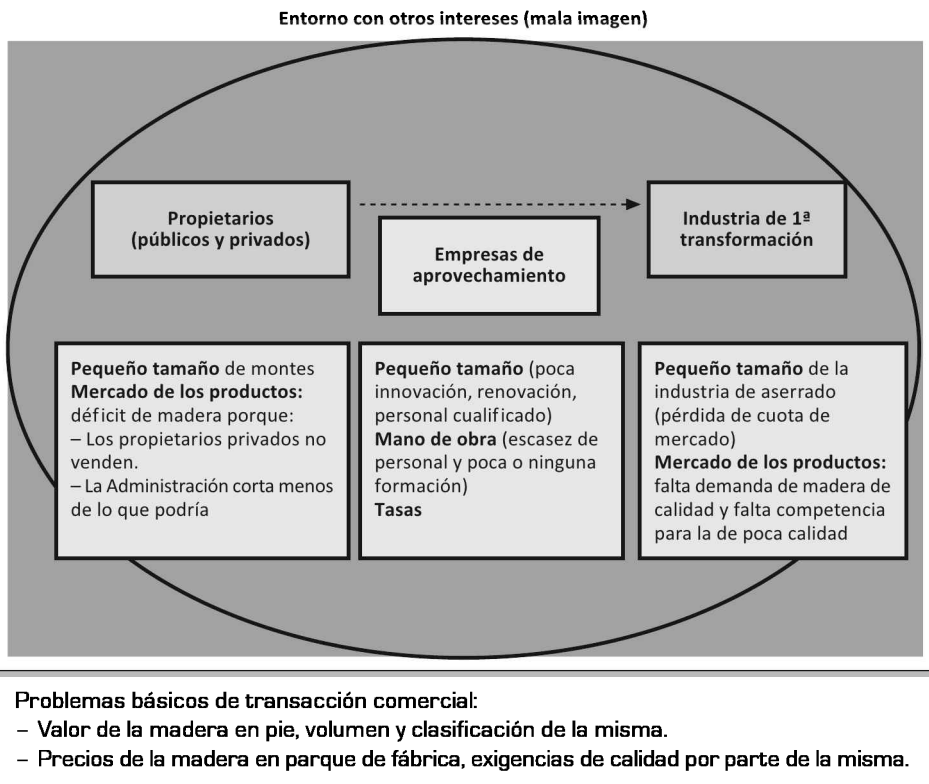 Entorno con otros intereses (mala imagen)
Propietarios
(públicos y privados)
Empresas de
aprovechamiento
Industria de 1ª
transformación
Pequeño tamaño de montes
Mercado de los productos:
déficit de madera porque:
– Los propietarios privados no
venden.
– La Administración corta menos
de lo que podría
Pequeño tamaño (poca
innovación, renovación,
personal cualificado)
Mano de obra (escasez de
personal y poca o ninguna
formación)
Tasas
Pequeño tamaño de la
industria de aserrado
(pérdida de cuota de
mercado)
Mercado de los productos:
falta demanda de madera de
calidad y falta competencia
para la de poca calidad
Problemas básicos de transacción comercial:
– Valor de la madera en pie, volumen y clasificación de la misma.
– Precios de la madera en parque de fábrica, exigencias de calidad por parte de la misma.